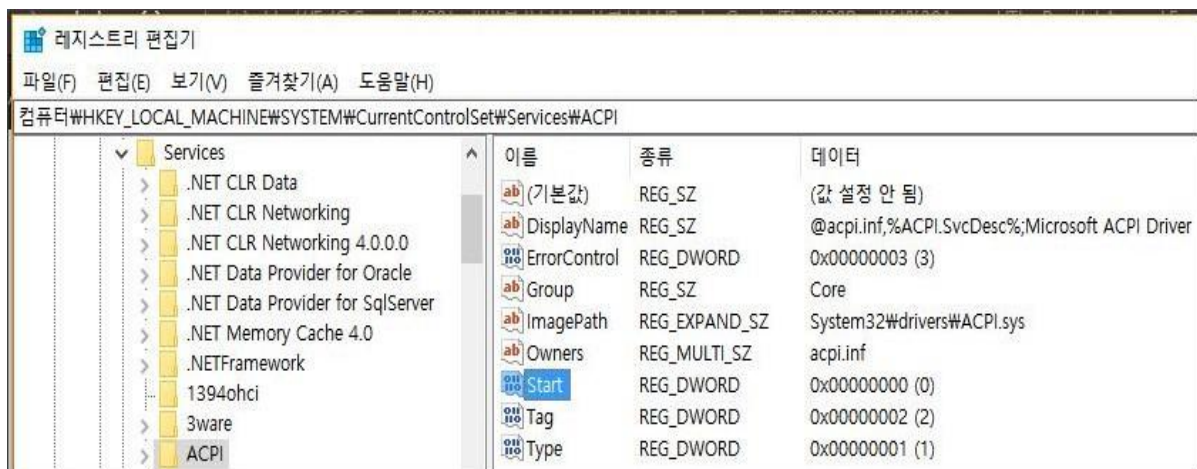 레지스트리 편집기
파일(F) 편집(E) 보기(V) 즐겨찾기(A) 도움말(H)
컴퓨터₩HKEY_LOCAL_MACHINE₩SYSTEM₩CurrentControlSet₩Services₩ACPI
Services
.NET CLR Data
.NET CLR Networking
.NET CLR Networking 4.0.0.0
.NET Data Provider for Oracle
.NET Data Provider for SqlServer
.NET Memory Cache 4.0
.NETFramework
1394ohci
3ware
ACPI
이름 종류 데이터
(기본값) REG_SZ (값 설정 안 됨)
DisplayName REG_SZ @acpi.inf,%ACPI.SvcDesc%;Microsoft ACPI Driver
ErrorControl REG_DWORD 0x00000003 (3)
Group REG_SZ Core
ImagePath REG_EXPAND_SZ System32₩drivers₩ACPI.sys
Owners REG_MULTI_SZ acpi.inf
Start REG_DWORD 0x00000000 (0)
Tag REG_DWORD 0x00000002 (2)
Type REG_DWORD 0x00000001 (1)